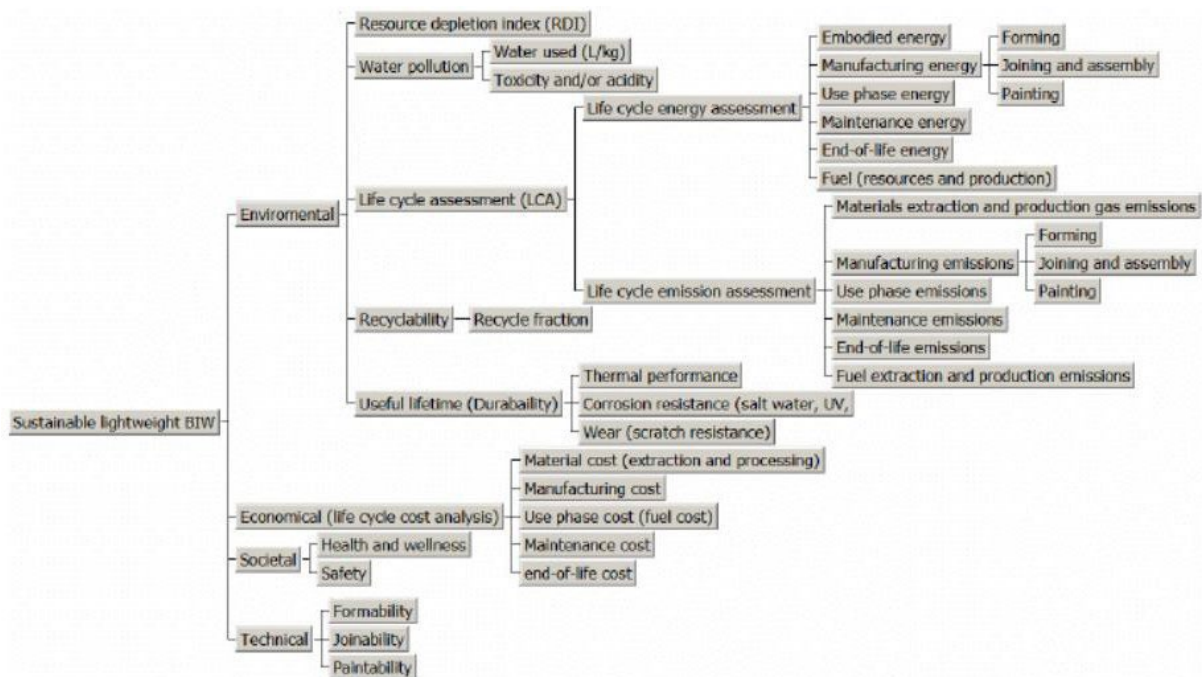 Resource depletion index (RDI)
Water pollution
Water used (L/kg)
Toxicity and/or acidity
Embodied energy
Forming
Manufacturing energy
Joining and assembly
Use phase energy
Painting
Life cycle energy assessment
Maintenance energy
End-of-life energy
Fuel (resources and production)
Life cycle assessment (LCA)
Enviromental
Materials extraction and production gas emissions
Forming
Manufacturing emissions
Joining and assembly
Life cycle emission assessment
Use phase emissions
Painting
Recyclability
Recycle fraction
Maintenance emissions
End-of-life emissions
Fuel extraction and production emissions
Thermal performance
Useful lifetime (Durabaility)
Corrosion resistance (salt water, UV,
Wear (scratch resistance)
Sustainable lightweight BIW
Material cost (extraction and processing)
Manufacturing cost
Economical (life cycle cost analysis)
Use phase cost (fuel cost)
Maintenance cost
end-of-life cost
Societal
Health and wellness
Safety
Technical
Formability
Joinability
Paintability